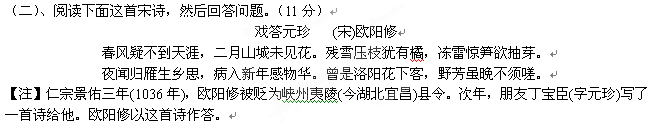 （二）、阅读下面这首宋诗，然后回答问题。（11 分）
戏答元珍 (宋)欧阳修
春风疑不到天涯，二月山城未见花。残雪压枝犹有橘，冻雷惊笋欲抽芽。
夜闻归雁生乡思，病入新年感物华。曾是洛阳花下客，野芳虽晚不须嗟。
【注】仁宗景佑三年(1036 年)，欧阳修被贬为峡州夷陵(今湖北宜昌)县令。次年，朋友丁宝臣(字元珍)写了
一首诗给他。欧阳修以这首诗作答。